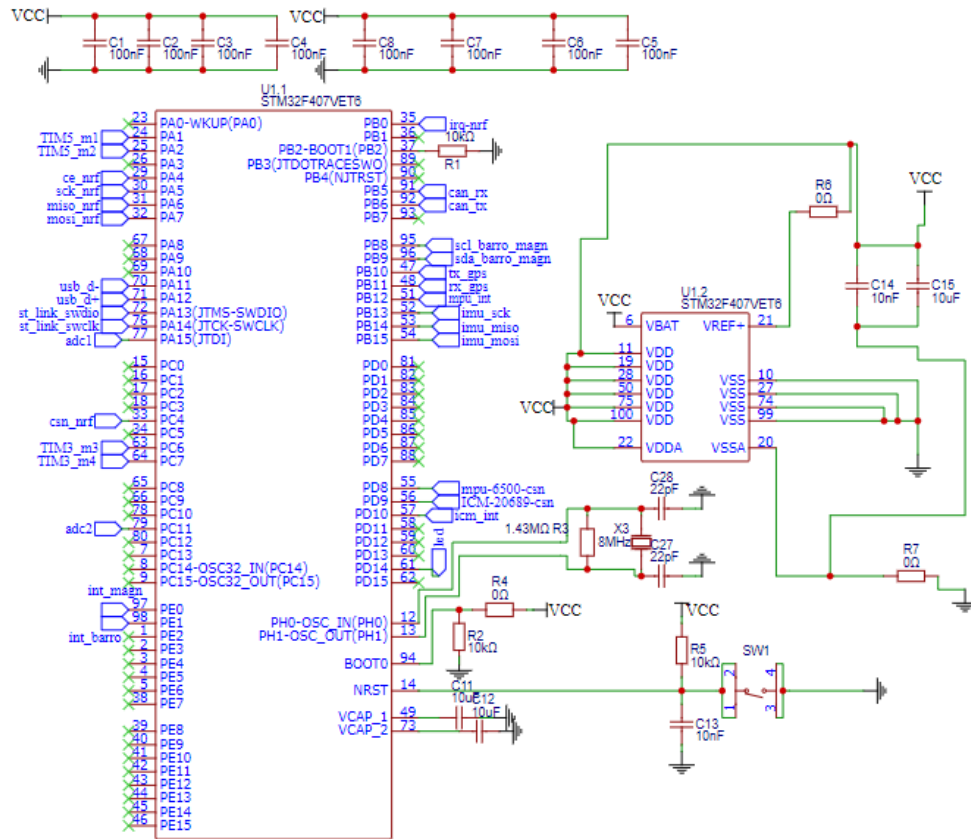 VCC VCC
C1 C2 C3 C4 C8 C7 C6 C5
100nF 100nF 100nF 100nF 100nF 100nF 100nF 100nF
U1.1
STM32F407VET6
23 PA0-WKUP(PA0) PB0 35 irq-nrf
TIM5_m1 24 PA1 PB1 36 10kΩ
TIM5_m2 25 PA2 PB2-BOOT1(PB2) 37 R1
26 PA3 PB3(JTDOTRACESWO) 89
ce_nrf 29 PA4 PB4(NJTRST) 90
sck_nrf 30 PA5 PB5 91 can_rx
miso_nrf 31 PA6 PB6 92 can_tx
mosi_nrf 32 PA7 PB7 93
67 PA8 PB8 95 scl_barro_magn
68 PA9 PB9 96 sda_barro_magn
69 PA10 PB10 47 tx_gps
usb_d- 70 PA11 PB11 48 rx_gps
usb_d+ 71 PA12 PB12 51 mpu_int
st_link_swdio 72 PA13(JTMS-SWDIO) PB13 52 imu_sck
st_link_swclk 76 PA14(JTCK-SWCLK) PB14 53 imu_miso
adc1 77 PA15(JTDI) PB15 54 imu_mosi
15 PC0 PD0 81
16 PC1 PD1 82
17 PC2 PD2 83
18 PC3 PD3 84
csn_nrf 33 PC4 PD4 85
34 PC5 PD5 86
TIM3_m3 63 PC6 PD6 87
TIM3_m4 64 PC7 PD7 88
65 PC8 PD8 55 mpu-6500-csn
66 PC9 PD9 56 ICM-20689-csn
78 PC10 PD10 57 icm_int
adc2 79 PC11 PD11 58
80 PC12 PD12 59
7 PC13 PD13 60
8 PC14-OSC32_IN(PC14) PD14 61 led
9 PC15-OSC32_OUT(PC15) PD15 62
int_magn 97 PE0 PH0-OSC_IN(PH0) 12
98 PE1 PH1-OSC_OUT(PH1) 13
int_barro 1 PE2
2 PE3 BOOT0 94
3 PE4
4 PE5 NRST 14
5 PE6
38 PE7 VCAP_1 49
VCAP_2 73
39 PE8
40 PE9
41 PE10
42 PE11
43 PE12
44 PE13
45 PE14
46 PE15
R6
0Ω
VCC
C14 C15
10nF 10uF
U1.2
STM32F407VET6
VCC
6 VBAT VREF+ 21
11 VDD
19 VDD VSS 10
28 VDD VSS 27
50 VDD VSS 74
VCC 75 VDD VSS 99
100 VDD
22 VDDA VSSA 20
C28
22pF
1.43MΩ R3 X3
8MHz C27
22pF
R7
0Ω
R4
0Ω
VCC
R2
10kΩ
VCC
R5
10kΩ
SW1
2 4
1 3
C11
10uF
C12
10uF
C13
10nF